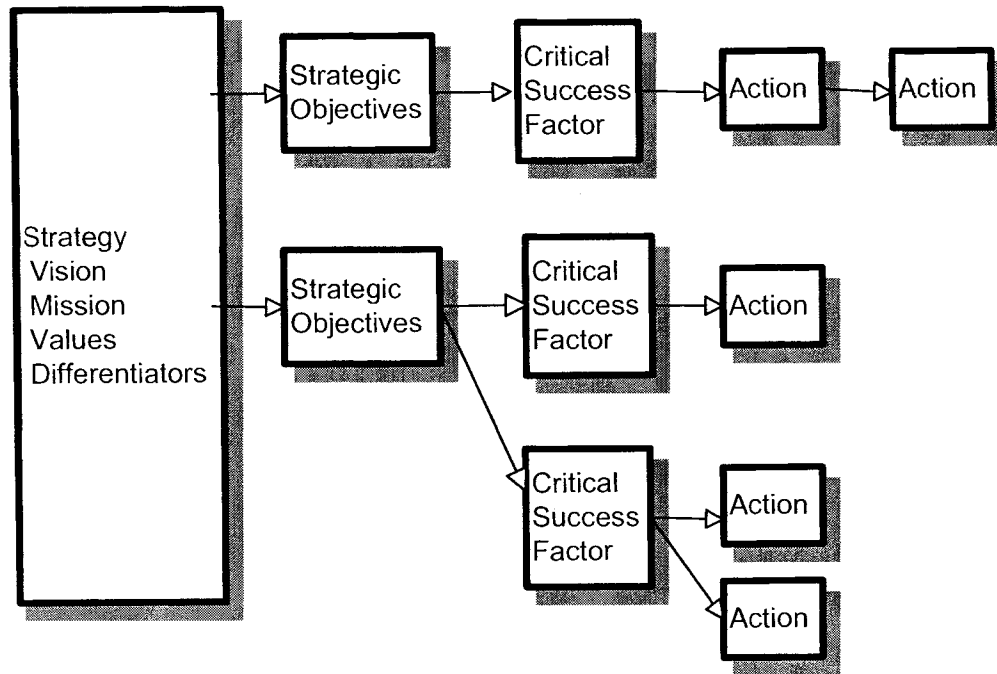 Strategy
Vision
Mission
Values
Differentiators
Strategic
Objectives
Critical
Success
Factor
Action
Action
Strategic
Objectives
Critical
Success
Factor
Action
Critical
Success
Factor
Action
Action